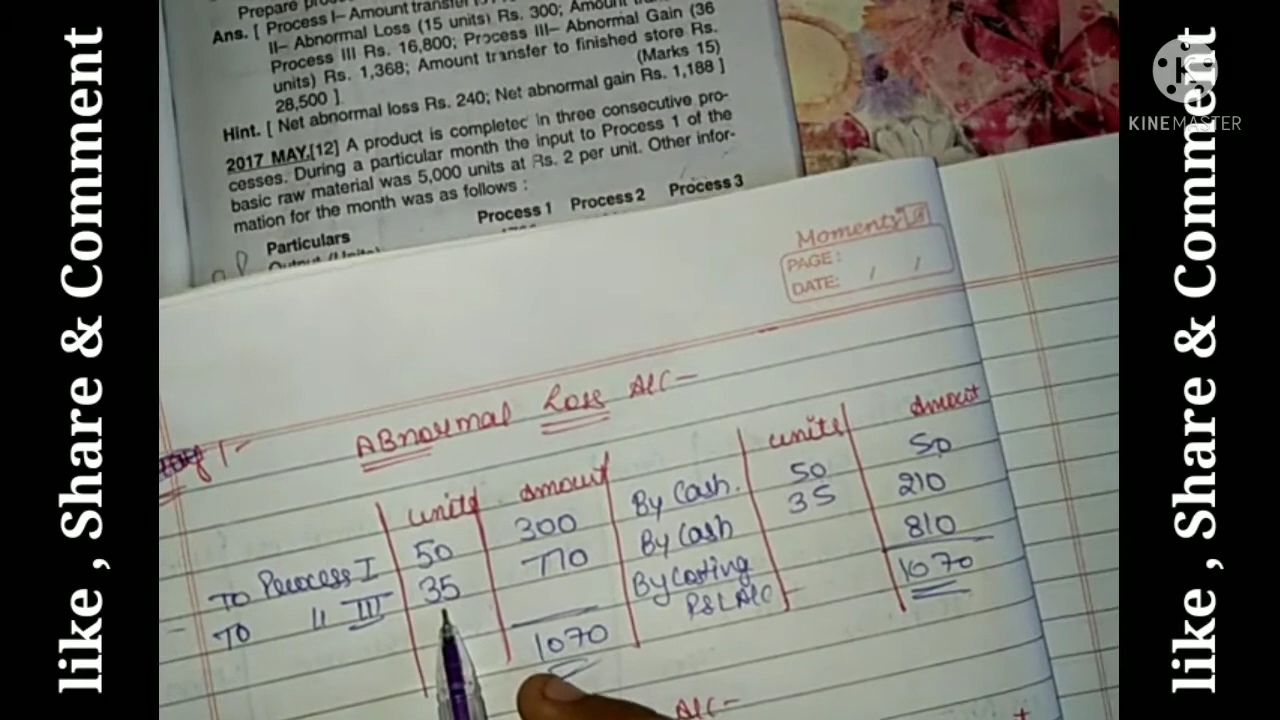 like , Share & Comment
Prepare
Ans. [ Process I– Amount transfer
II– Abnormal Loss (15 units) Rs. 300; Amount
Process III Rs. 16,800; Process III– Abnormal Gain (36
units) Rs. 1,368; Amount transfer to finished store Rs.
28,500 ]. (Marks 15)
Hint. [ Net abnormal loss Rs. 240; Net abnormal gain Rs. 1,188 ]
2017 MAY.[12] A product is completed in three consecutive pro-
cesses. During a particular month the input to Process 1 of the
basic raw material was 5,000 units at Rs. 2 per unit. Other infor-
mation for the month was as follows :
Particulars Process 1 Process 2 Process 3
Output (Units)
K
KINEMASTER
Moments
PAGE:
DATE: / /
ABnormal Loss A/C –
units amount units amount
To Process I 50 300 By Cash. 50 50
To " III 35 770 By Cash 35 210
By Costing P&L A/C 810
1070 1070
A/C –
like , Share & Comment